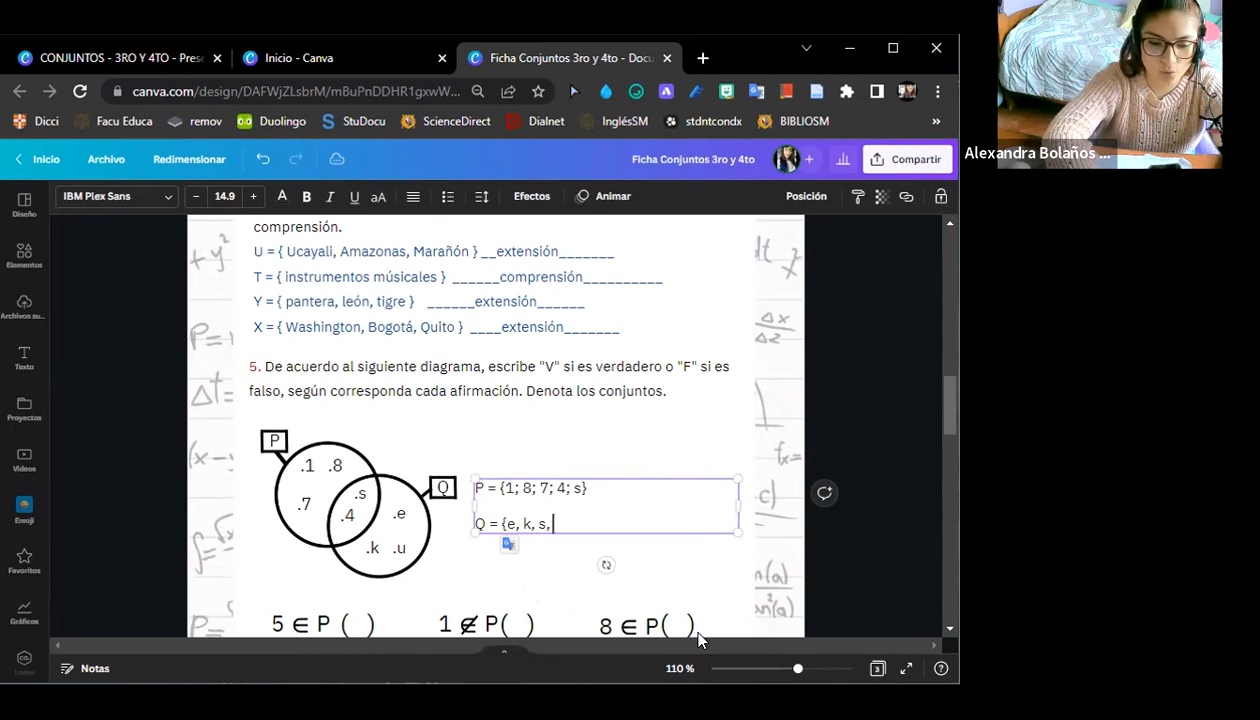 CONJUNTOS - 3RO Y 4TO - Pres
Inicio - Canva
Ficha Conjuntos 3ro y 4to - Docu
canva.com/design/DAFWjZLsbrM/mBuPnDDHR1gxwW...
Dicci
Facu Educa
remov
Duolingo
StuDocu
ScienceDirect
Dialnet
InglésSM
stdntcondx
BIBLIOSM
Inicio
Archivo
Redimensionar
Ficha Conjuntos 3ro y 4to
Compartir
IBM Plex Sans
14.9
Efectos
Animar
Posición
Diseño
Elementos
Archivos su...
Texto
Proyectos
Videos
Emoji
Favoritos
Gráficos
Logotip
comprensión.
U = { Ucayali, Amazonas, Marañón } __extensión_______
T = { instrumentos músicales } ______comprensión__________
Y = { pantera, león, tigre } ______extensión______
X = { Washington, Bogotá, Quito } ____extensión_______
5. De acuerdo al siguiente diagrama, escribe "V" si es verdadero o "F" si es
falso, según corresponda cada afirmación. Denota los conjuntos.
P
.1 .8
.7
.s
.4
Q
.e
.k .u
P = {1; 8; 7; 4; s}
Q = {e, k, s,
5 ∈ P ( )
1 ∉ P( )
8 ∈ P( )
Notas
110 %
3
Alexandra Bolaños ...